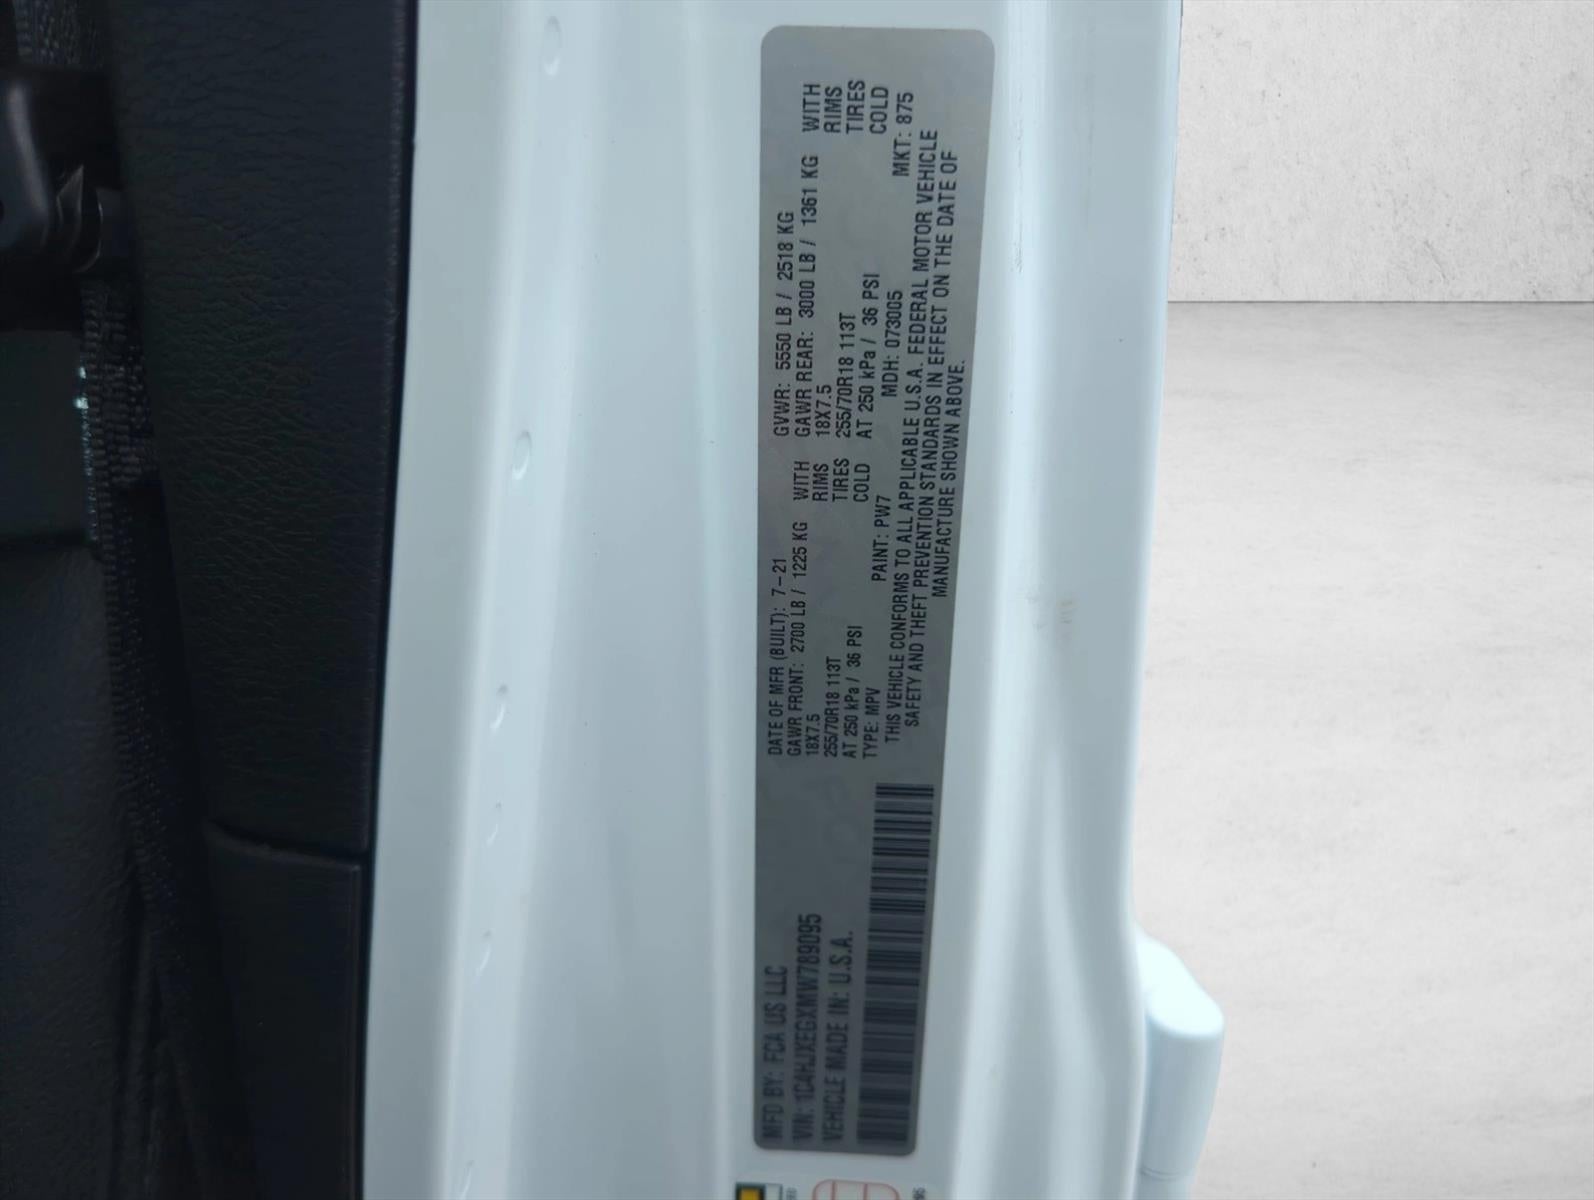 MFD BY: FCA US LLC
VIN: 1C4HJXEGXMW789095
VEHICLE MADE IN: U.S.A.
DATE OF MFR (BUILT): 7-21 GVWR: 5550 LB / 2518 KG
GAWR FRONT: 2700 LB / 1225 KG WITH GAWR REAR: 3000 LB / 1361 KG WITH
18X7.5 RIMS 18X7.5 RIMS
255/70R18 113T TIRES 255/70R18 113T TIRES
AT 250 kPa / 36 PSI COLD AT 250 kPa / 36 PSI COLD
TYPE: MPV PAINT: PW7 MDH: 073005 MKT: 875
THIS VEHICLE CONFORMS TO ALL APPLICABLE U.S.A. FEDERAL MOTOR VEHICLE
SAFETY AND THEFT PREVENTION STANDARDS IN EFFECT ON THE DATE OF
MANUFACTURE SHOWN ABOVE.